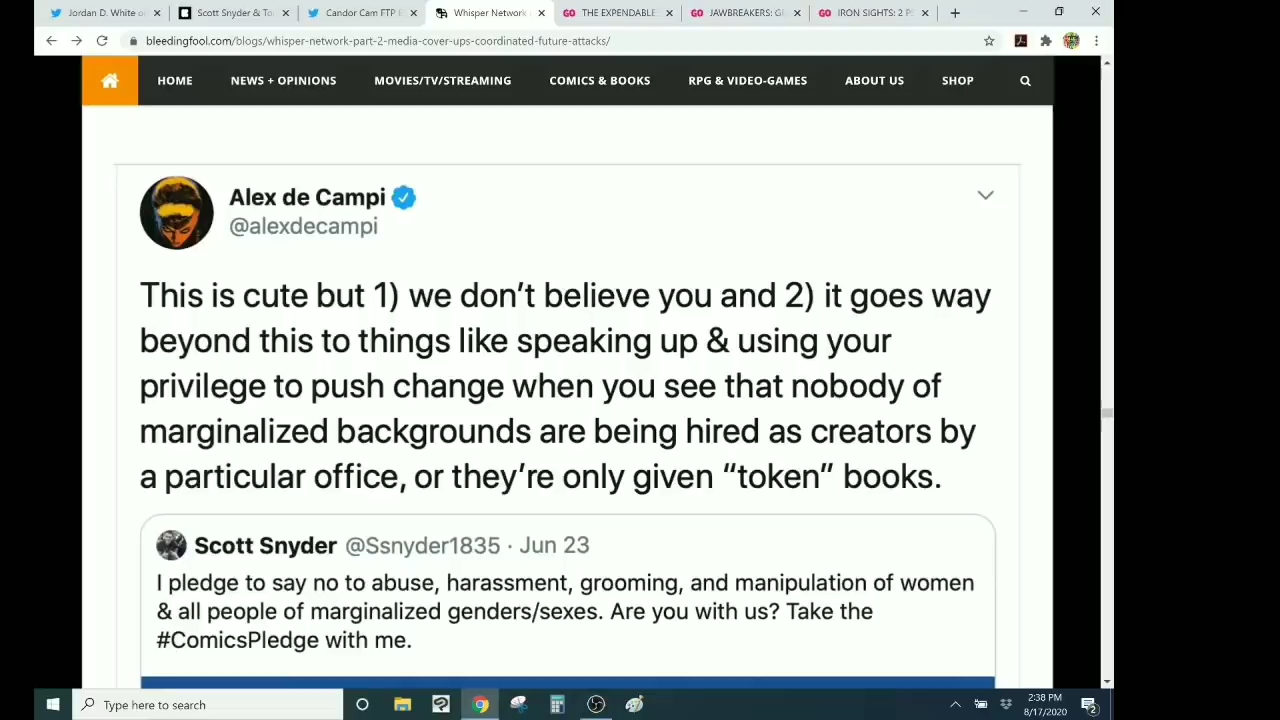 Jordan D. White o
Scott Snyder & To
Candor Cam FTP E
Whisper Network
GO THE EXPENDABLE
GO JAWBREAKERS: G
GO IRON SIGHTS: 2 P
bleedingfool.com/blogs/whisper-network-part-2-media-cover-ups-coordinated-future-attacks/
HOME NEWS + OPINIONS MOVIES/TV/STREAMING COMICS & BOOKS RPG & VIDEO-GAMES ABOUT US SHOP
Alex de Campi
@alexdecampi
This is cute but 1) we don’t believe you and 2) it goes way
beyond this to things like speaking up & using your
privilege to push change when you see that nobody of
marginalized backgrounds are being hired as creators by
a particular office, or they’re only given “token” books.
Scott Snyder @Ssnyder1835 · Jun 23
I pledge to say no to abuse, harassment, grooming, and manipulation of women
& all people of marginalized genders/sexes. Are you with us? Take the
#ComicsPledge with me.
Type here to search
2:38 PM
8/17/2020
2